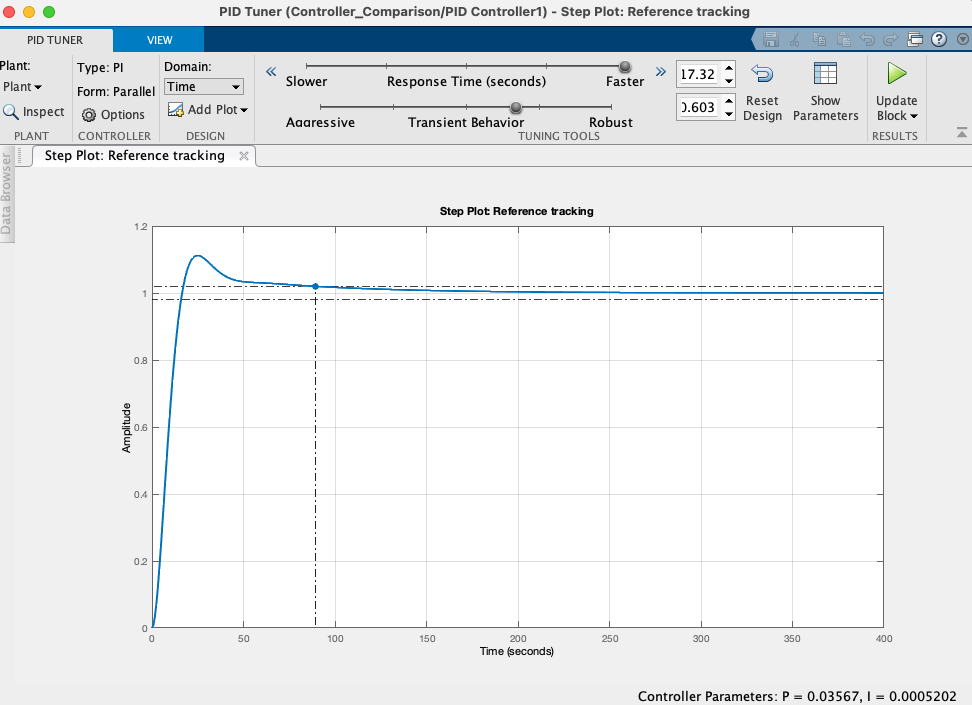 PID Tuner (Controller_Comparison/PID Controller1) - Step Plot: Reference tracking
PID TUNER
VIEW
Plant:
Plant
Inspect
PLANT
Type: PI
Form: Parallel
Options
CONTROLLER
Domain:
Time
Add Plot
DESIGN
Slower
Response Time (seconds)
Faster
17.32
Aggressive
Transient Behavior
Robust
0.603
TUNING TOOLS
Reset
Design
Show
Parameters
Update
Block
RESULTS
Step Plot: Reference tracking
Data Browser
Step Plot: Reference tracking
1.2
1
0.8
0.6
0.4
0.2
0
Amplitude
0 50 100 150 200 250 300 350 400
Time (seconds)
Controller Parameters: P = 0.03567, I = 0.0005202